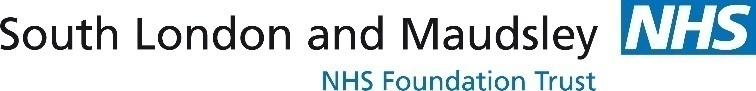 South London and Maudsley NHS
NHS Foundation Trust